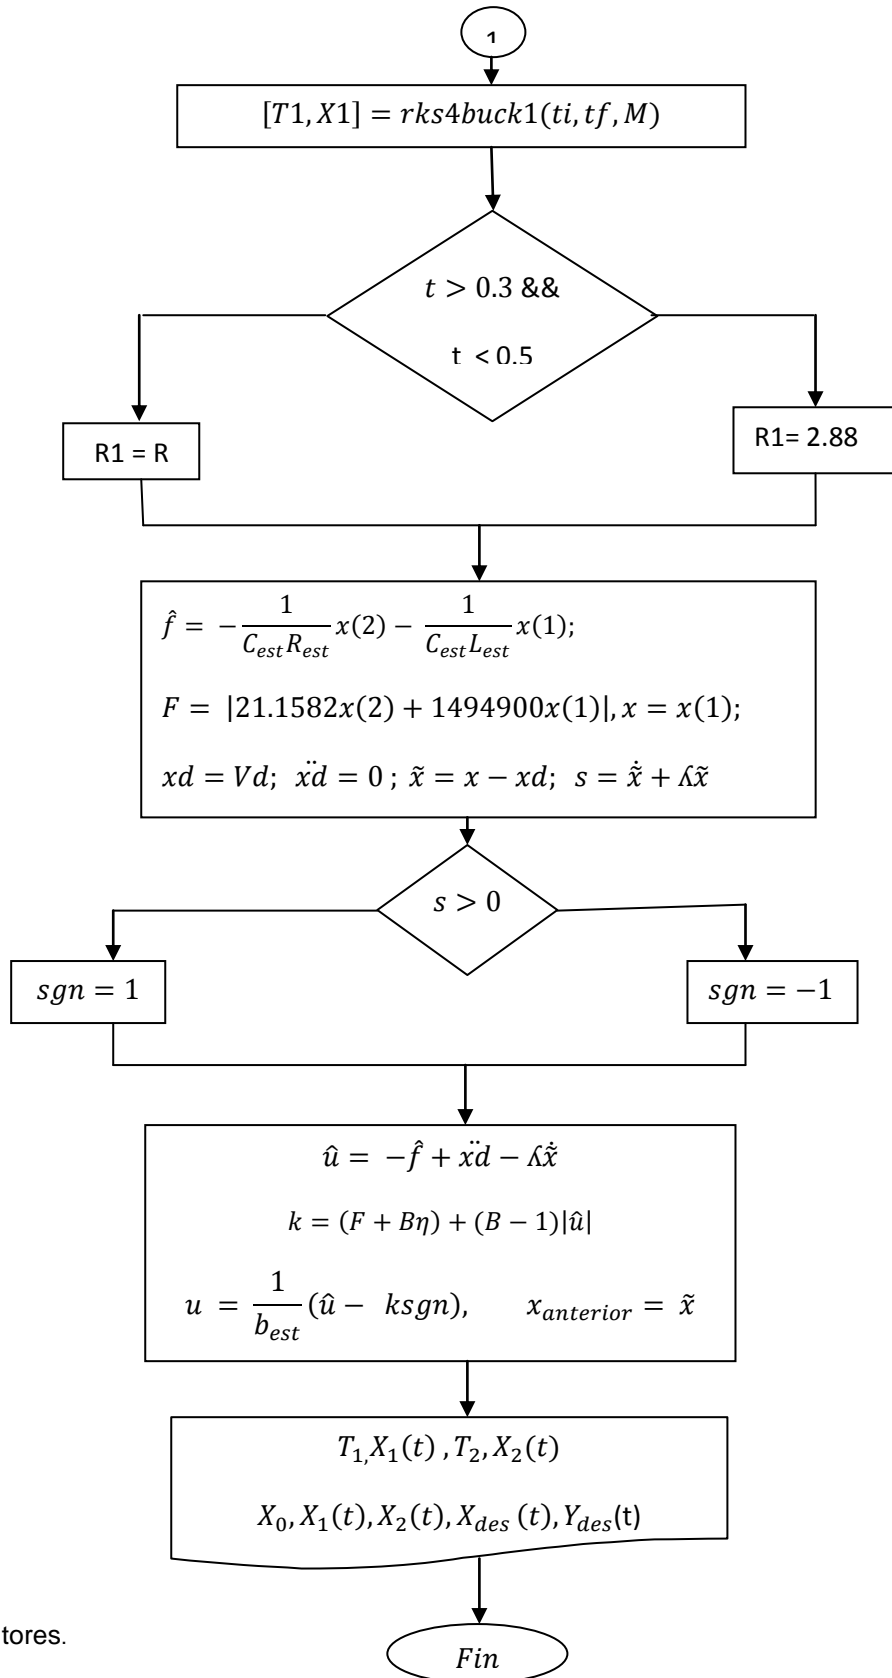 1
[T1, X1] = rks4buck1(ti, tf, M)
t > 0.3 &&
t < 0.5
R1 = R
R1= 2.88
f̂ = − 1/(C_est R_est) x(2) − 1/(C_est L_est) x(1);
F = |21.1582x(2) + 1494900x(1)|, x = x(1);
xd = Vd; ẍd = 0 ; x̃ = x − xd; s = x̃̇ + ʎx̃
s > 0
sgn = 1
sgn = −1
û = −f̂ + ẍd − ʎx̃̇
k = (F + Bη) + (B − 1)|û|
u = 1/b_est (û − ksgn), x_anterior = x̃
T₁,X₁(t) , T₂, X₂(t)
X₀, X₁(t), X₂(t), X_des (t), Y_des(t)
tores.
Fin